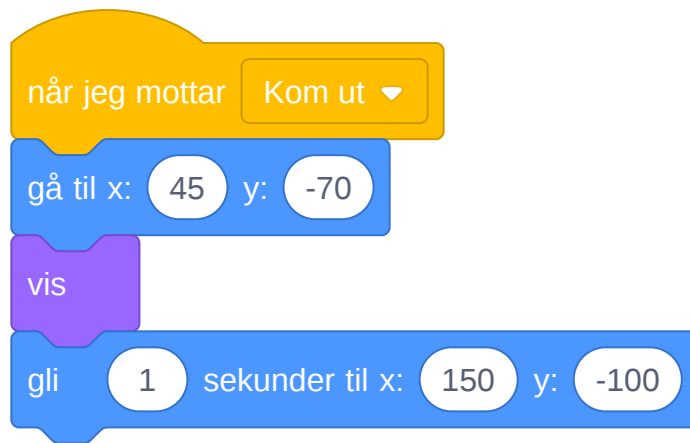 når jeg mottar Kom ut
gå til x: 45 y: -70
vis
gli 1 sekunder til x: 150 y: -100